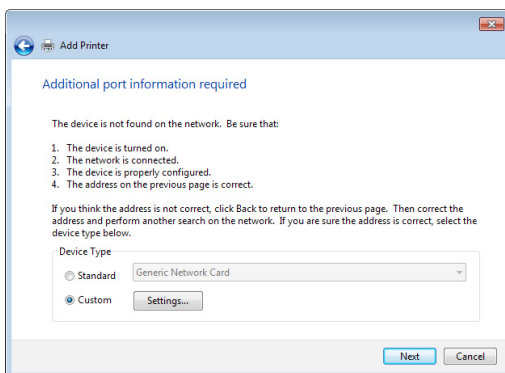 Add Printer
Additional port information required
The device is not found on the network. Be sure that:
1. The device is turned on.
2. The network is connected.
3. The device is properly configured.
4. The address on the previous page is correct.
If you think the address is not correct, click Back to return to the previous page. Then correct the
address and perform another search on the network. If you are sure the address is correct, select the
device type below.
Device Type
Standard
Generic Network Card
Custom
Settings...
Next
Cancel